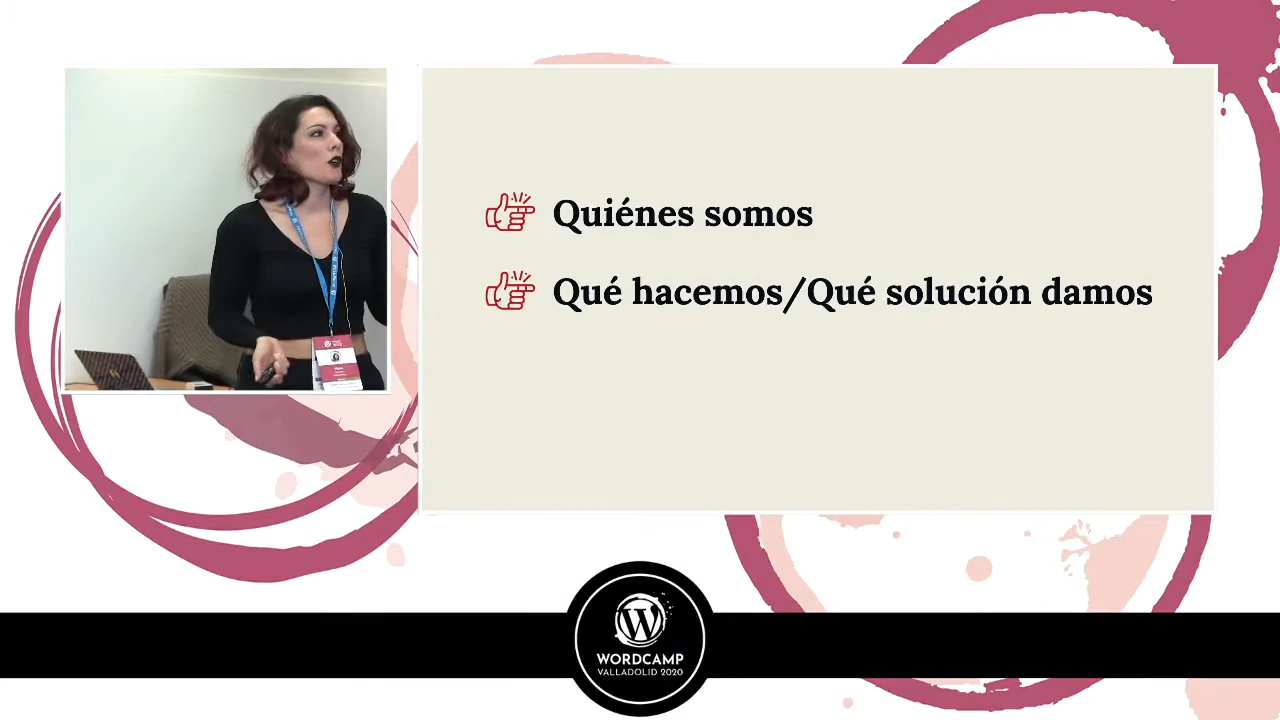 Quiénes somos
Qué hacemos/Qué solución damos
WORDCAMP
VALLADOLID 2020